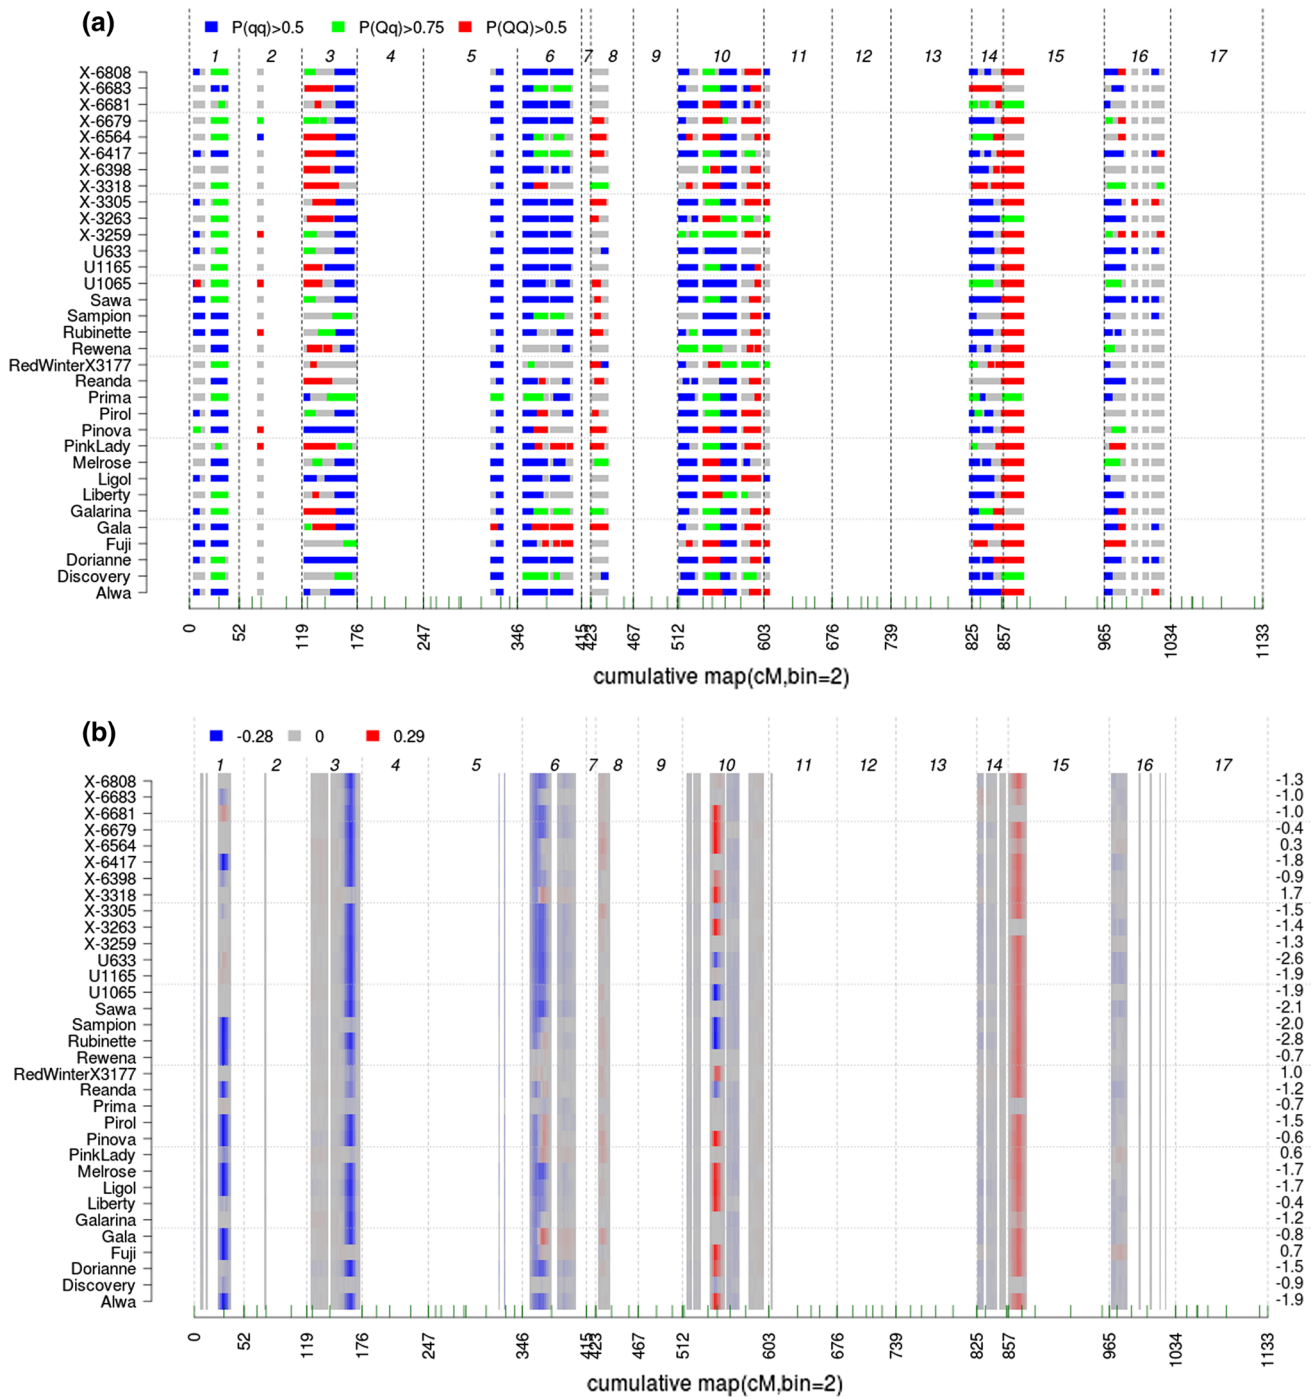 (a) P(qq)>0.5 P(Qq)>0.75 P(QQ)>0.5
1 2 3 4 5 6 7 8 9 10 11 12 13 14 15 16 17
X-6808
X-6683
X-6681
X-6679
X-6564
X-6417
X-6398
X-3318
X-3305
X-3263
X-3259
U633
U1165
U1065
Sawa
Sampion
Rubinette
Rewena
RedWinterX3177
Reanda
Prima
Pirol
Pinova
PinkLady
Melrose
Ligol
Liberty
Galarina
Gala
Fuji
Dorianne
Discovery
Alwa
0 52 119 176 247 346 415 423 467 512 603 676 739 825 857 965 1034 1133
cumulative map(cM,bin=2)
(b) -0.28 0 0.29
1 2 3 4 5 6 7 8 9 10 11 12 13 14 15 16 17
X-6808 -1.3
X-6683 -1.0
X-6681 -1.0
X-6679 -0.4
X-6564 0.3
X-6417 -1.8
X-6398 -0.9
X-3318 1.7
X-3305 -1.5
X-3263 -1.4
X-3259 -1.3
U633 -2.6
U1165 -1.9
U1065 -1.9
Sawa -2.1
Sampion -2.0
Rubinette -2.8
Rewena -0.7
RedWinterX3177 1.0
Reanda -1.2
Prima -0.7
Pirol -1.5
Pinova -0.6
PinkLady 0.6
Melrose -1.7
Ligol -1.7
Liberty -0.4
Galarina -1.2
Gala -0.8
Fuji 0.7
Dorianne -1.5
Discovery -0.9
Alwa -1.9
0 52 119 176 247 346 415 423 467 512 603 676 739 825 857 965 1034 1133
cumulative map(cM,bin=2)